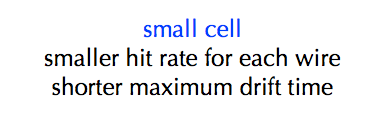 small cell
smaller hit rate for each wire
shorter maximum drift time